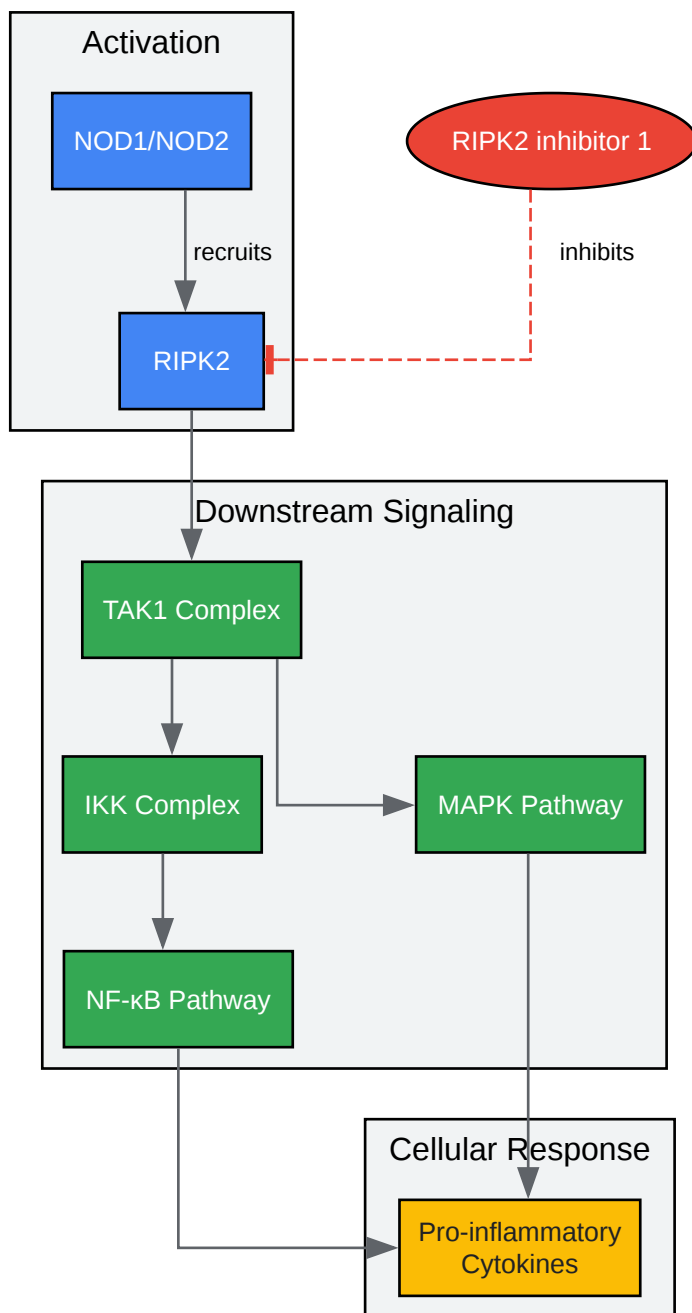 Activation
NOD1/NOD2
RIPK2 inhibitor 1
recruits
inhibits
RIPK2
Downstream Signaling
TAK1 Complex
IKK Complex
MAPK Pathway
NF-κB Pathway
Cellular Response
Pro-inflammatory
Cytokines